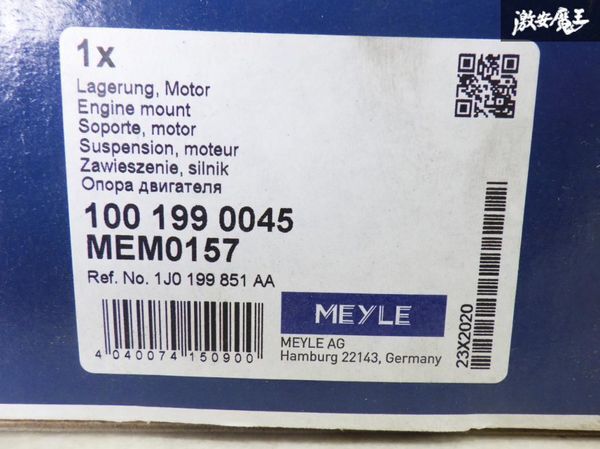 激安魔王
1x
Lagerung, Motor
Engine mount
Soporte, motor
Suspension, moteur
Zawieszenie, silnik
Опора двигателя
100 199 0045
MEM0157
Ref. No. 1J0 199 851 AA
4 040074 150900
MEYLE
MEYLE AG
Hamburg 22143, Germany
23X2020